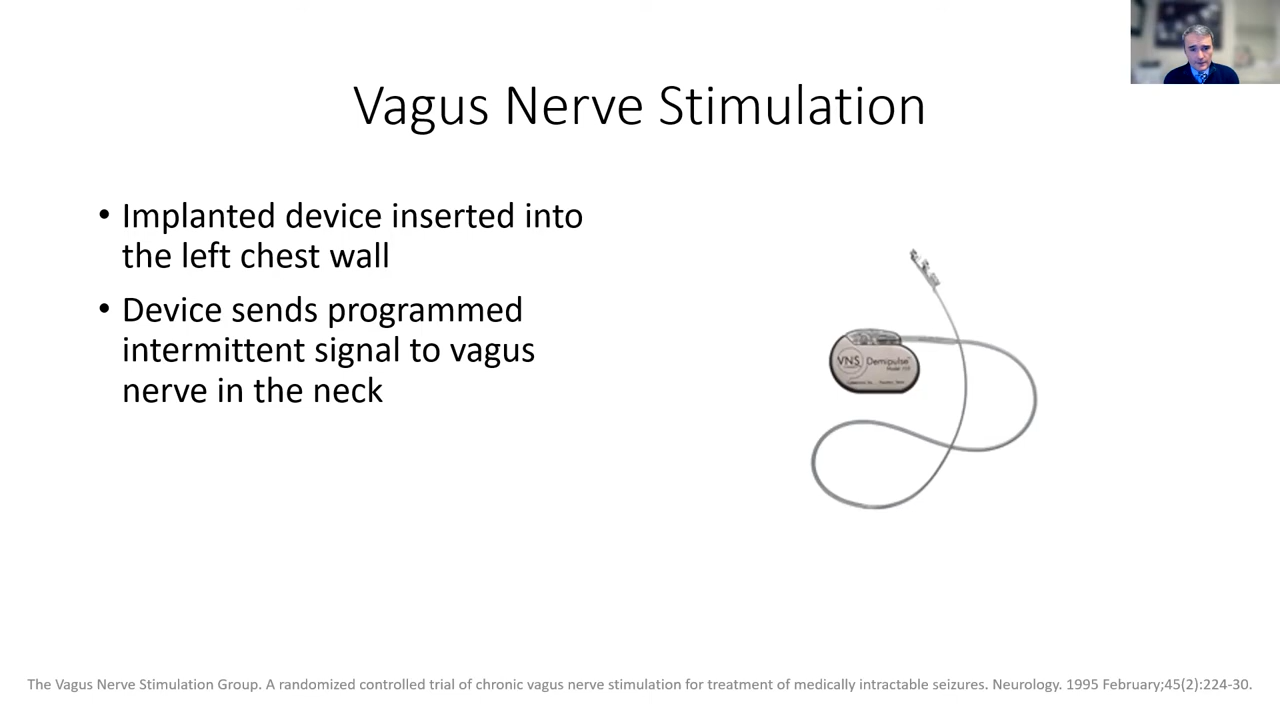 Vagus Nerve Stimulation
• Implanted device inserted into
the left chest wall
• Device sends programmed
intermittent signal to vagus
nerve in the neck
VNS Demipulse
Model
The Vagus Nerve Stimulation Group. A randomized controlled trial of chronic vagus nerve stimulation for treatment of medically intractable seizures. Neurology. 1995 February;45(2):224-30.